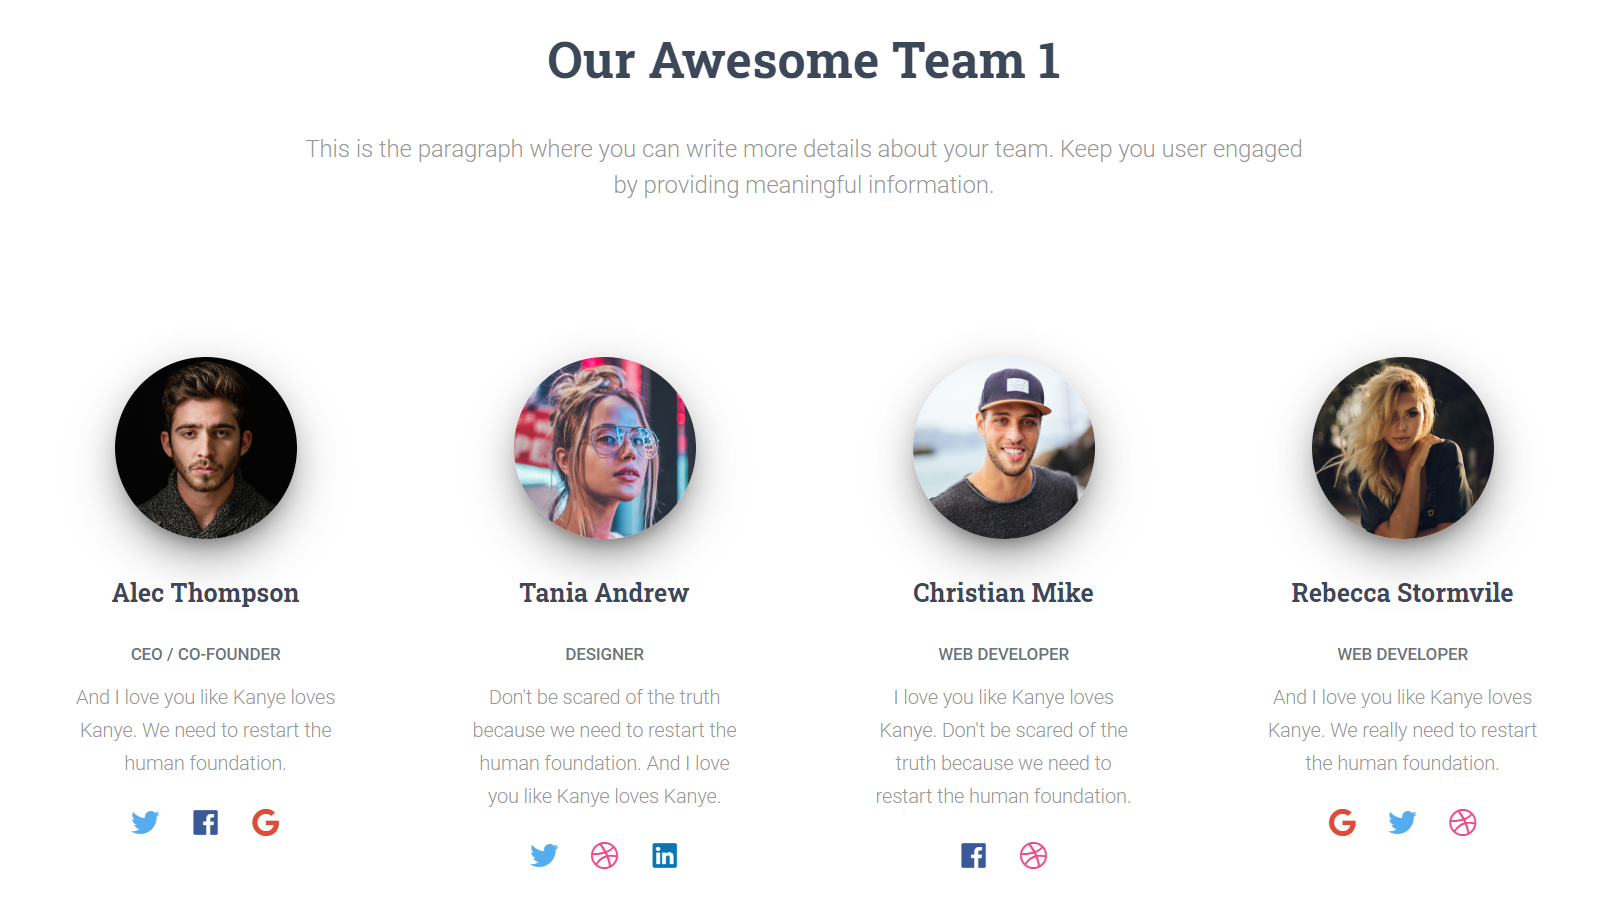 Our Awesome Team 1
This is the paragraph where you can write more details about your team. Keep you user engaged
by providing meaningful information.
Alec Thompson
CEO / CO-FOUNDER
And I love you like Kanye loves
Kanye. We need to restart the
human foundation.
Tania Andrew
DESIGNER
Don't be scared of the truth
because we need to restart the
human foundation. And I love
you like Kanye loves Kanye.
Christian Mike
WEB DEVELOPER
I love you like Kanye loves
Kanye. Don't be scared of the
truth because we need to
restart the human foundation.
Rebecca Stormvile
WEB DEVELOPER
And I love you like Kanye loves
Kanye. We really need to restart
the human foundation.